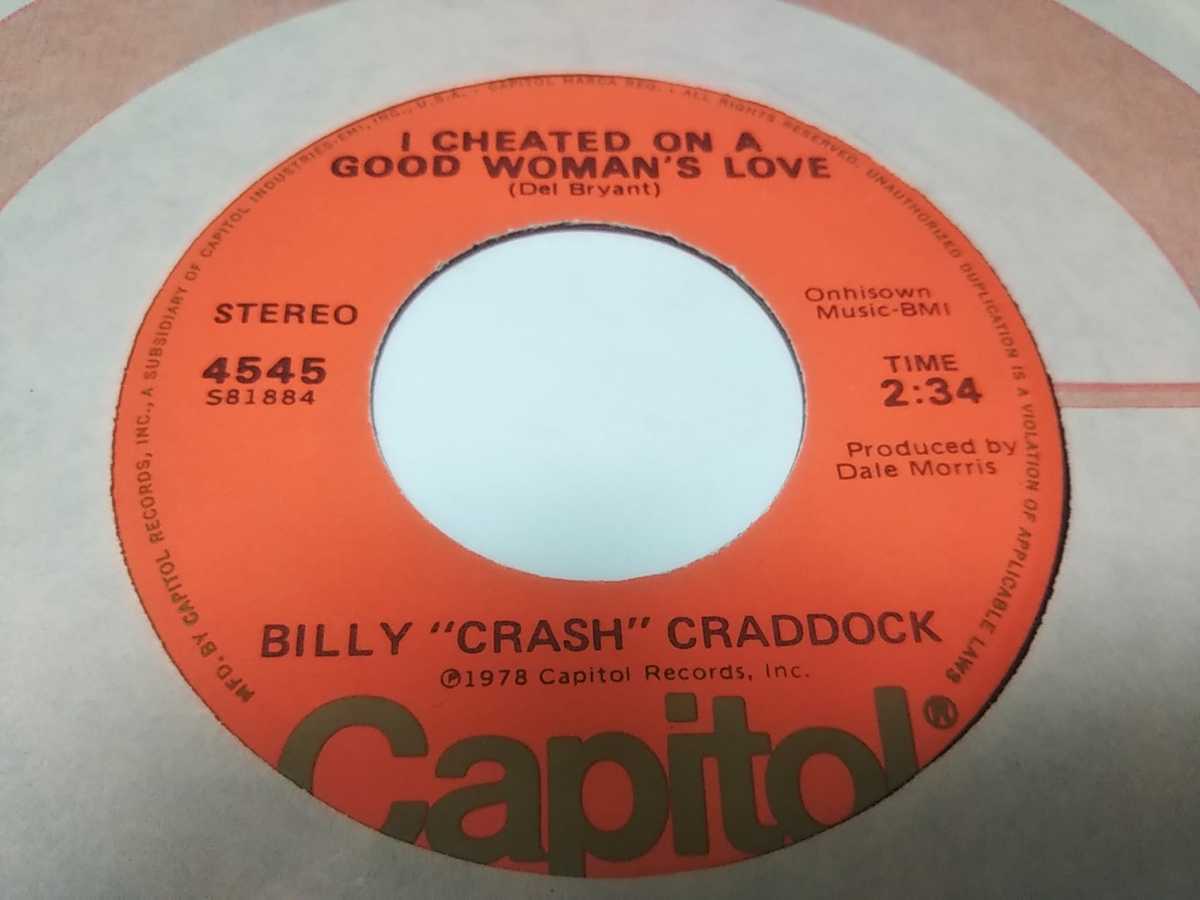 I CHEATED ON A
GOOD WOMAN'S LOVE
(Del Bryant)
STEREO
4545
S81884
Onhisown
Music-BMI
TIME
2:34
Produced by
Dale Morris
BILLY "CRASH" CRADDOCK
℗1978 Capitol Records, Inc.
Capitol®
MFD. BY CAPITOL RECORDS, INC., A SUBSIDIARY OF CAPITOL INDUSTRIES-EMI, INC., U.S.A. • CAPITOL MARCA REG. • ALL RIGHTS RESERVED. UNAUTHORIZED DUPLICATION IS A VIOLATION OF APPLICABLE LAWS